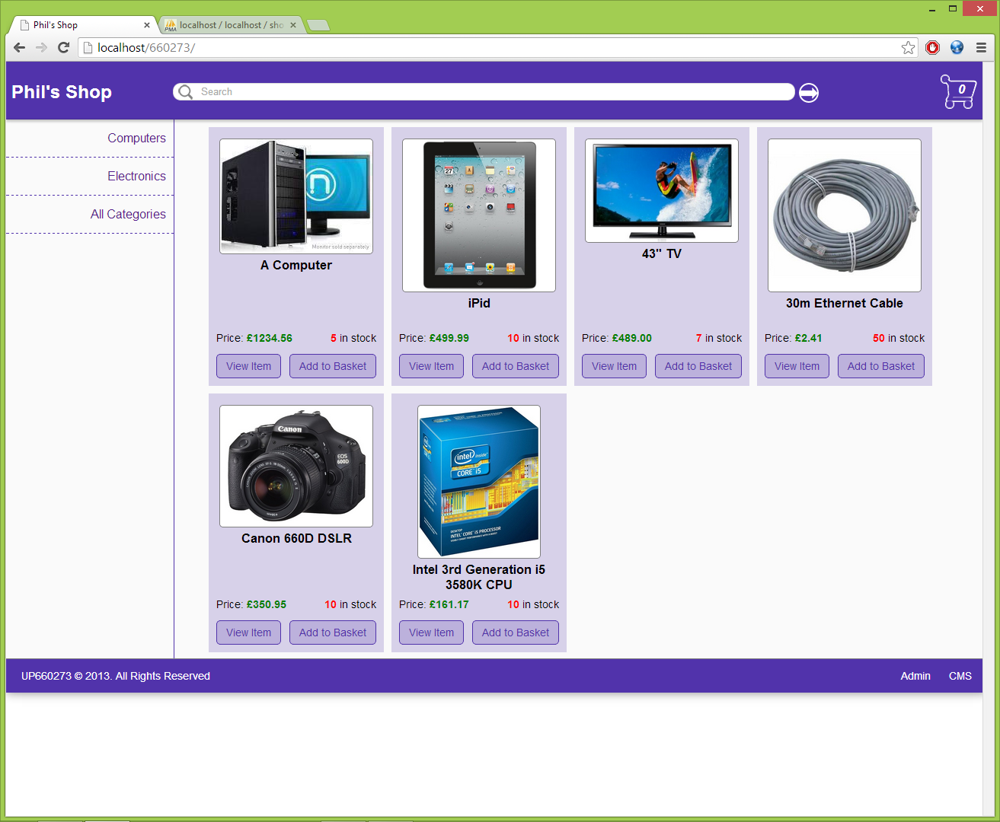 Phil's Shop
localhost / localhost / sho
PMA
localhost/660273/
Phil's Shop
Search
0
Computers
Electronics
All Categories
Monitor sold separately
A Computer
Price: £1234.56 5 in stock
View Item Add to Basket
27
iPid
Price: £499.99 10 in stock
View Item Add to Basket
43" TV
Price: £489.00 7 in stock
View Item Add to Basket
30m Ethernet Cable
Price: £2.41 50 in stock
View Item Add to Basket
Canon
EOS
600D
Canon 660D DSLR
Price: £350.95 10 in stock
View Item Add to Basket
intel inside
CORE i5
DESKTOP
INTEL CORE i5 PROCESSOR
Intel 3rd Generation i5
3580K CPU
Price: £161.17 10 in stock
View Item Add to Basket
UP660273 © 2013. All Rights Reserved
Admin CMS